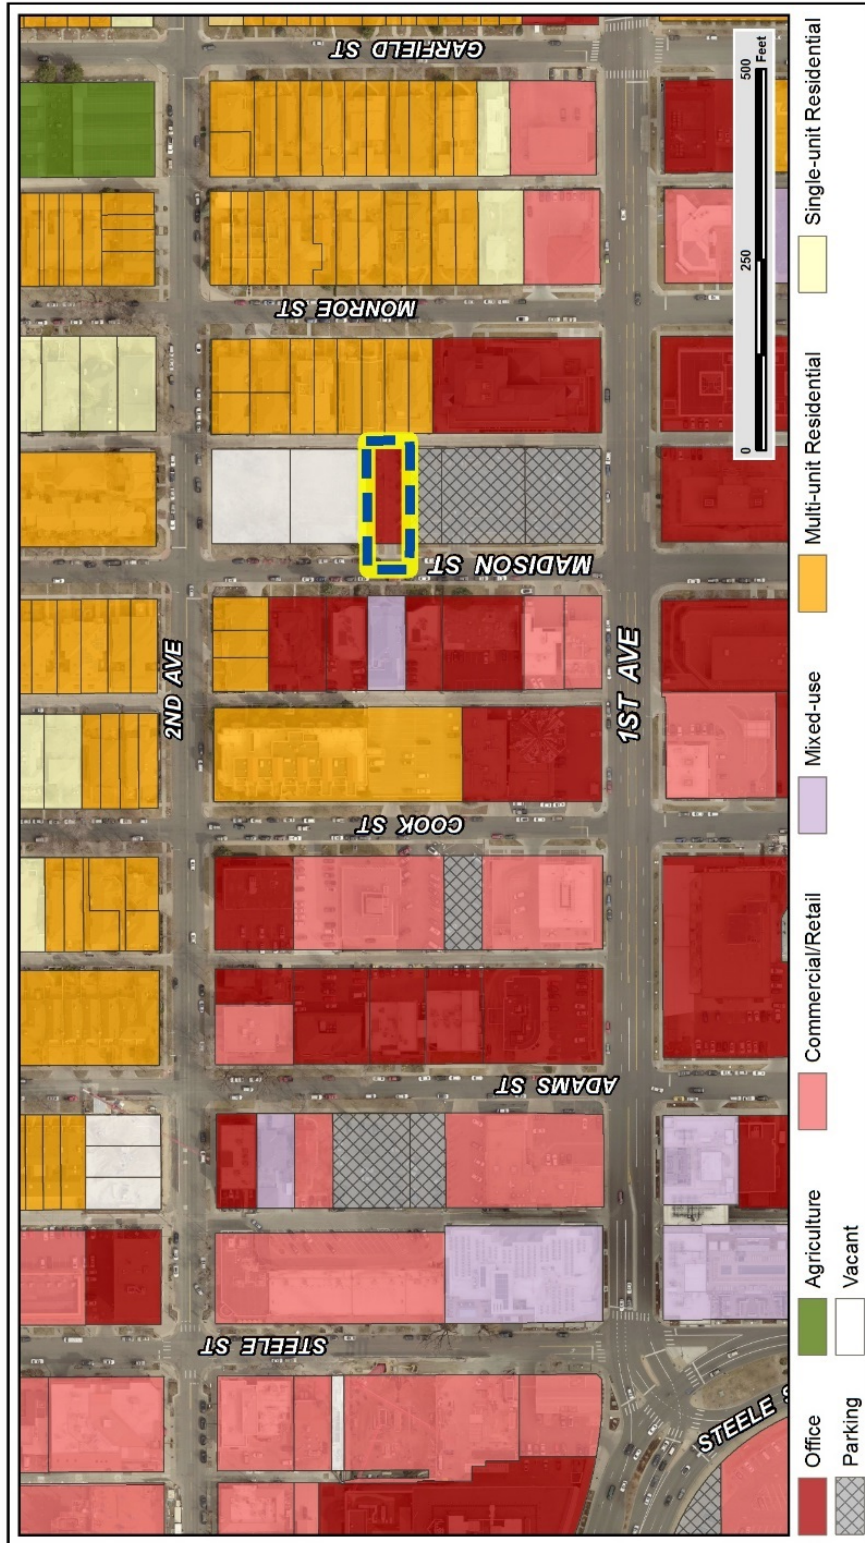 2ND AVE
STEELE ST
ADAMS ST
COOK ST
MADISON ST
MONROE ST
GARFIELD ST
1ST AVE
STEELE S
0 250 500
Feet
Office Agriculture Commercial/Retail Mixed-use Multi-unit Residential Single-unit Residential
Parking Vacant